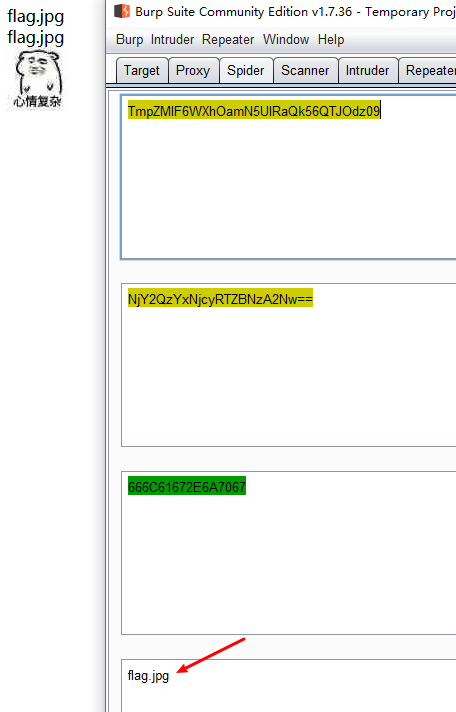 flag.jpg
flag.jpg
心情复杂
Burp Suite Community Edition v1.7.36 - Temporary Proj
Burp Intruder Repeater Window Help
Target Proxy Spider Scanner Intruder Repeater
TmpZMlF6WXhOamN5UlRaQk56QTJOdz09
NjY2QzYxNjcyRTZBNzA2Nw==
666C61672E6A7067
flag.jpg